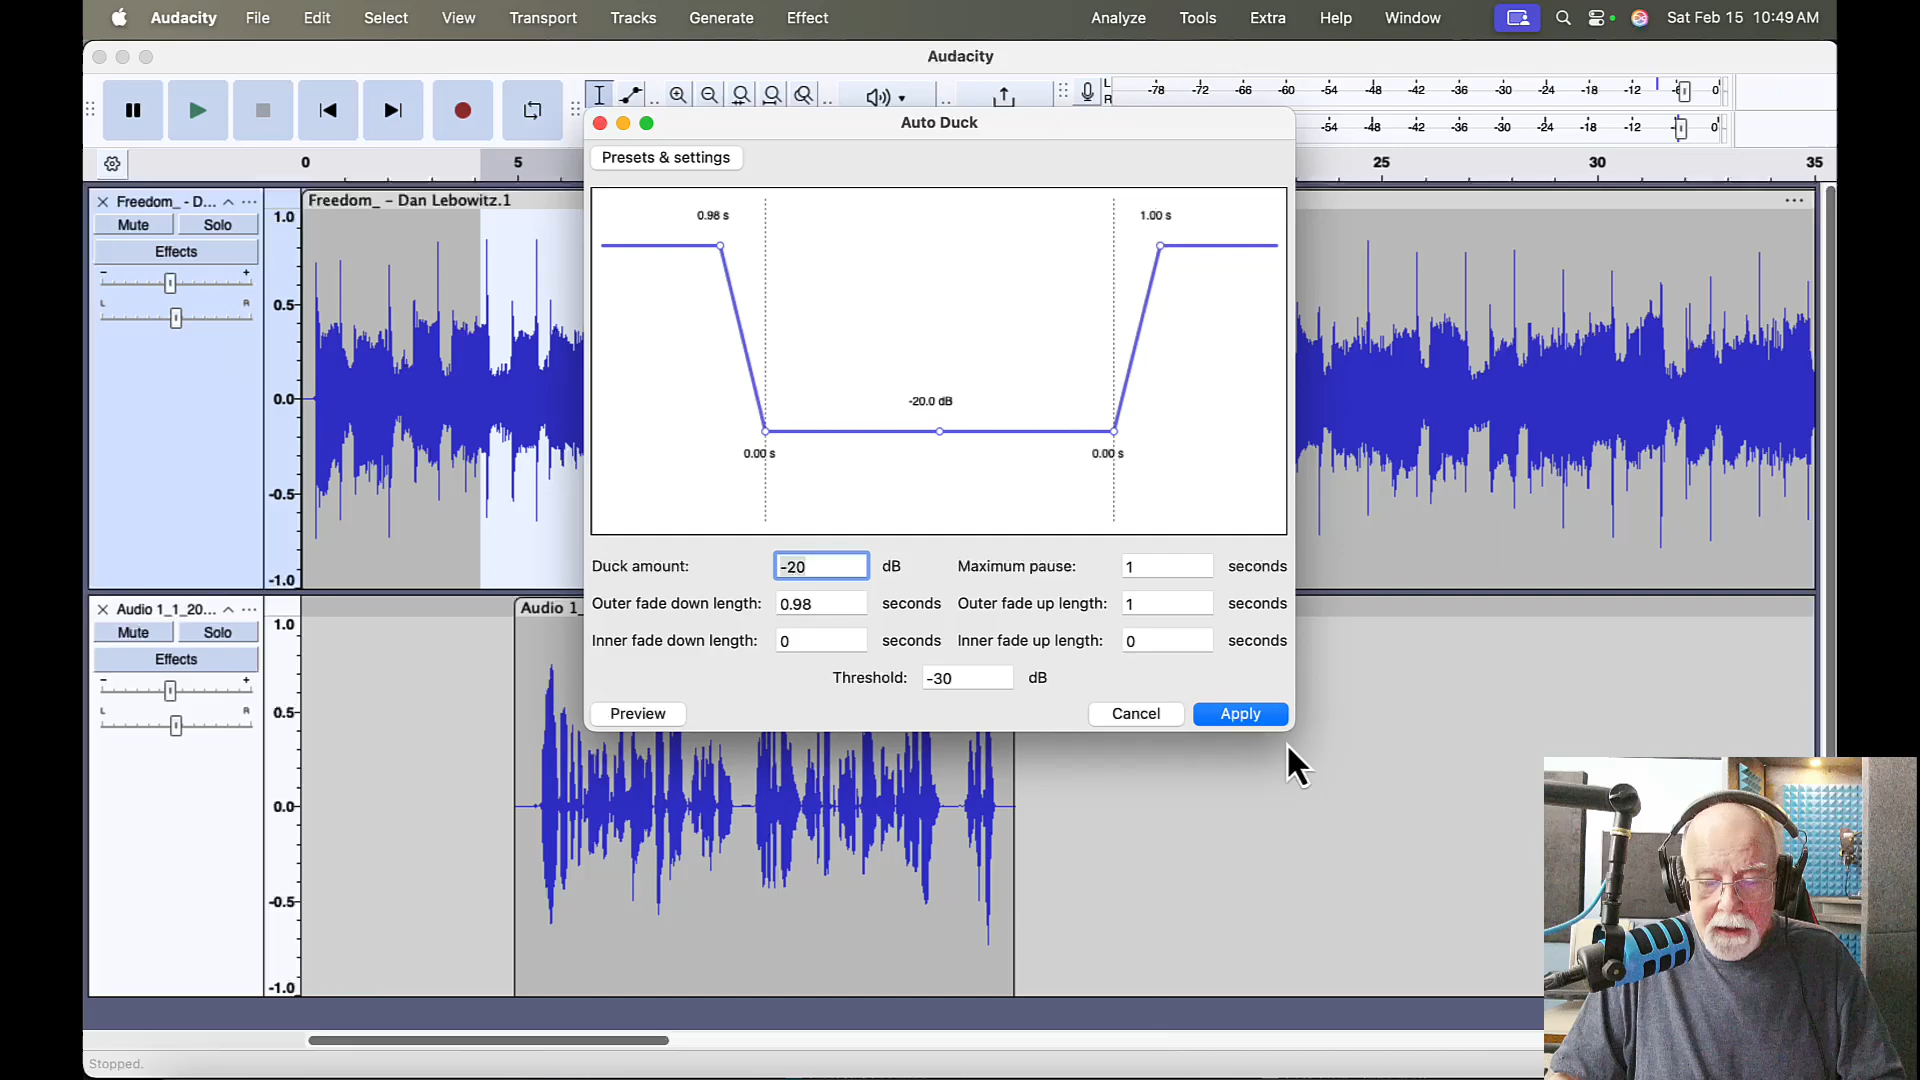 Audacity File Edit Select View Transport Tracks Generate Effect Analyze Tools Extra Help Window Sat Feb 15 10:49 AM
Audacity
L
R
-78 -72 -66 -60 -54 -48 -42 -36 -30 -24 -18 -12 -6 0
-54 -48 -42 -36 -30 -24 -18 -12 0
0 5 25 30 35
Auto Duck
Presets & settings
0.98 s 1.00 s
-20.0 dB
0.00 s 0.00 s
Duck amount: -20 dB Maximum pause: 1 seconds
Outer fade down length: 0.98 seconds Outer fade up length: 1 seconds
Inner fade down length: 0 seconds Inner fade up length: 0 seconds
Threshold: -30 dB
Preview Cancel Apply
Freedom_ - D...
Mute Solo
Effects
- +
L R
1.0
0.5
0.0
-0.5
-1.0
Freedom_ - Dan Lebowitz.1
Audio 1_1_20...
Mute Solo
Effects
- +
L R
1.0
0.5
0.0
-0.5
-1.0
Audio 1_
Stopped.